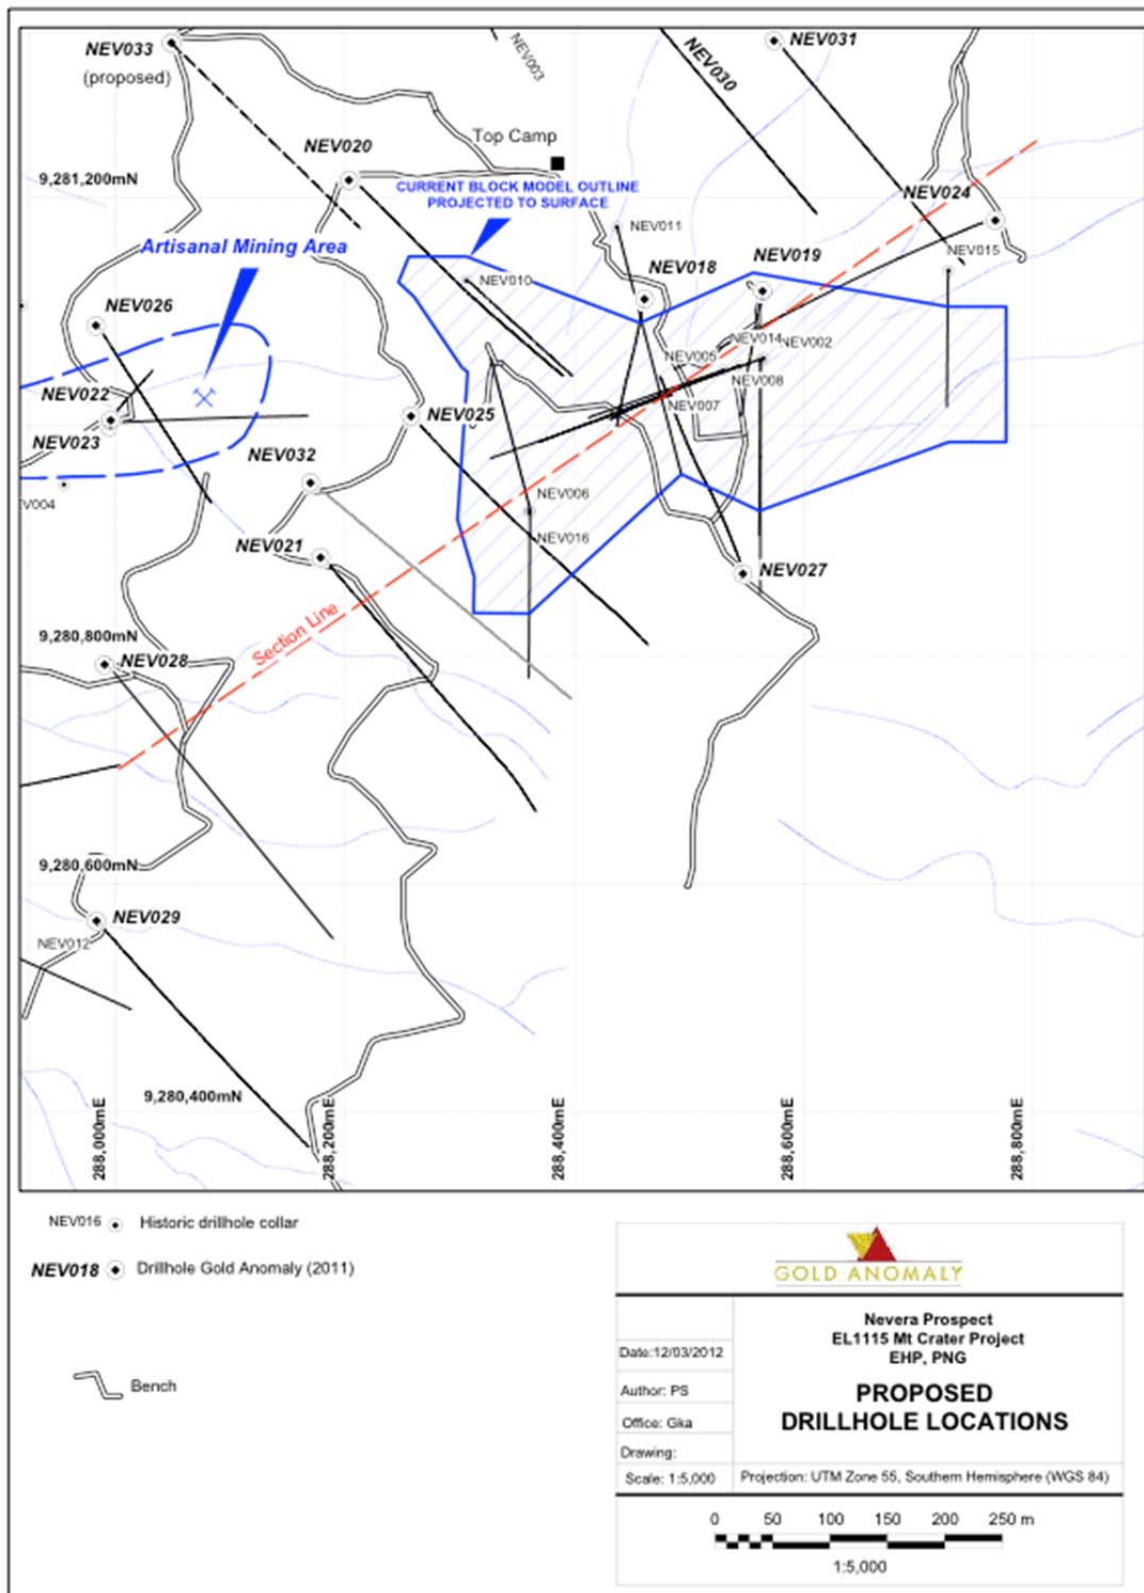 NEV033
(proposed)
NEV003
NEV030
NEV031
Top Camp
NEV020
9,281,200mN
CURRENT BLOCK MODEL OUTLINE
PROJECTED TO SURFACE
NEV024
NEV011
Artisanal Mining Area
NEV018
NEV019
NEV015
NEV010
NEV026
NEV014
NEV002
NEV005
NEV008
NEV022
NEV007
NEV025
NEV023
NEV032
V004
NEV006
NEV016
NEV021
NEV027
Section Line
9,280,800mN
NEV028
9,280,600mN
NEV029
NEV012
9,280,400mN
288,000mE
288,200mE
288,400mE
288,600mE
288,800mE
NEV016 Historic drillhole collar
NEV018 Drillhole Gold Anomaly (2011)
Bench
GOLD ANOMALY
Nevera Prospect
EL1115 Mt Crater Project
EHP, PNG
PROPOSED
DRILLHOLE LOCATIONS
Date:12/03/2012
Author: PS
Office: Gka
Drawing:
Scale: 1:5,000
Projection: UTM Zone 55, Southern Hemisphere (WGS 84)
0 50 100 150 200 250 m
1:5,000